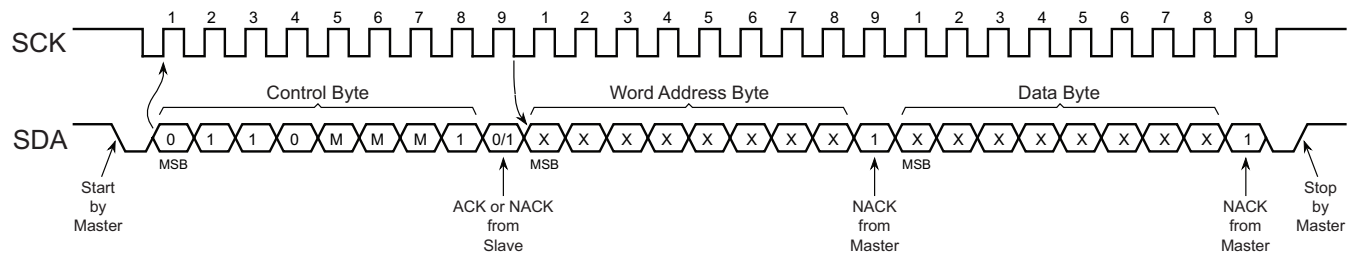 1 2 3 4 5 6 7 8 9 1 2 3 4 5 6 7 8 9 1 2 3 4 5 6 7 8 9
SCK
Control Byte Word Address Byte Data Byte
SDA 0 1 1 0 M M M 1 0/1 X X X X X X X X 1 X X X X X X X X 1
MSB MSB MSB
Start
by
Master
ACK or NACK
from
Slave
NACK
from
Master
NACK
from
Master
Stop
by
Master